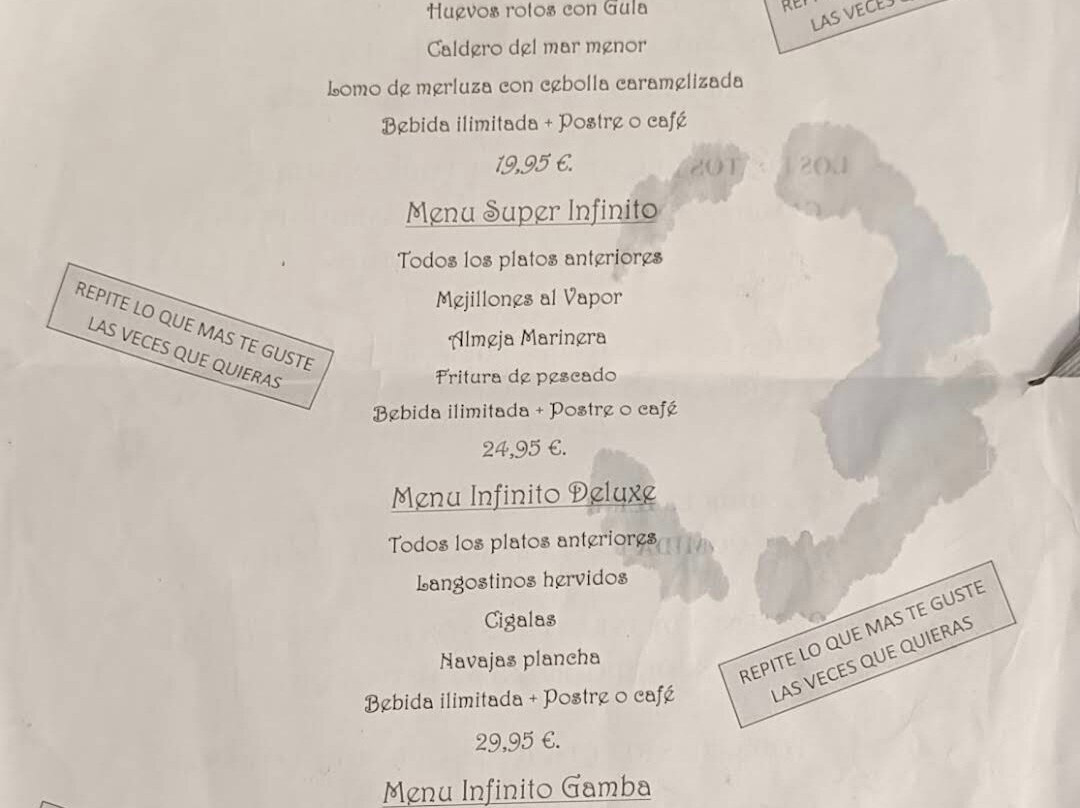 Huevos rotos con Gula
LAS VECES
Caldero del mar menor
Lomo de merluza con cebolla caramelizada
Bebida ilimitada + Postre o café
19,95 €.
Menu Super Infinito
Todos los platos anteriores
Mejillones al Vapor
REPITE LO QUE MAS TE GUSTE
LAS VECES QUE QUIERAS
Almeja Marinera
Fritura de pescado
Bebida ilimitada + Postre o café
24,95 €.
Menu Infinito Deluxe
Todos los platos anteriores
Langostinos hervidos
Cigalas
REPITE LO QUE MAS TE GUSTE
LAS VECES QUE QUIERAS
Navajas plancha
Bebida ilimitada + Postre o café
29,95 €.
Menu Infinito Gamba